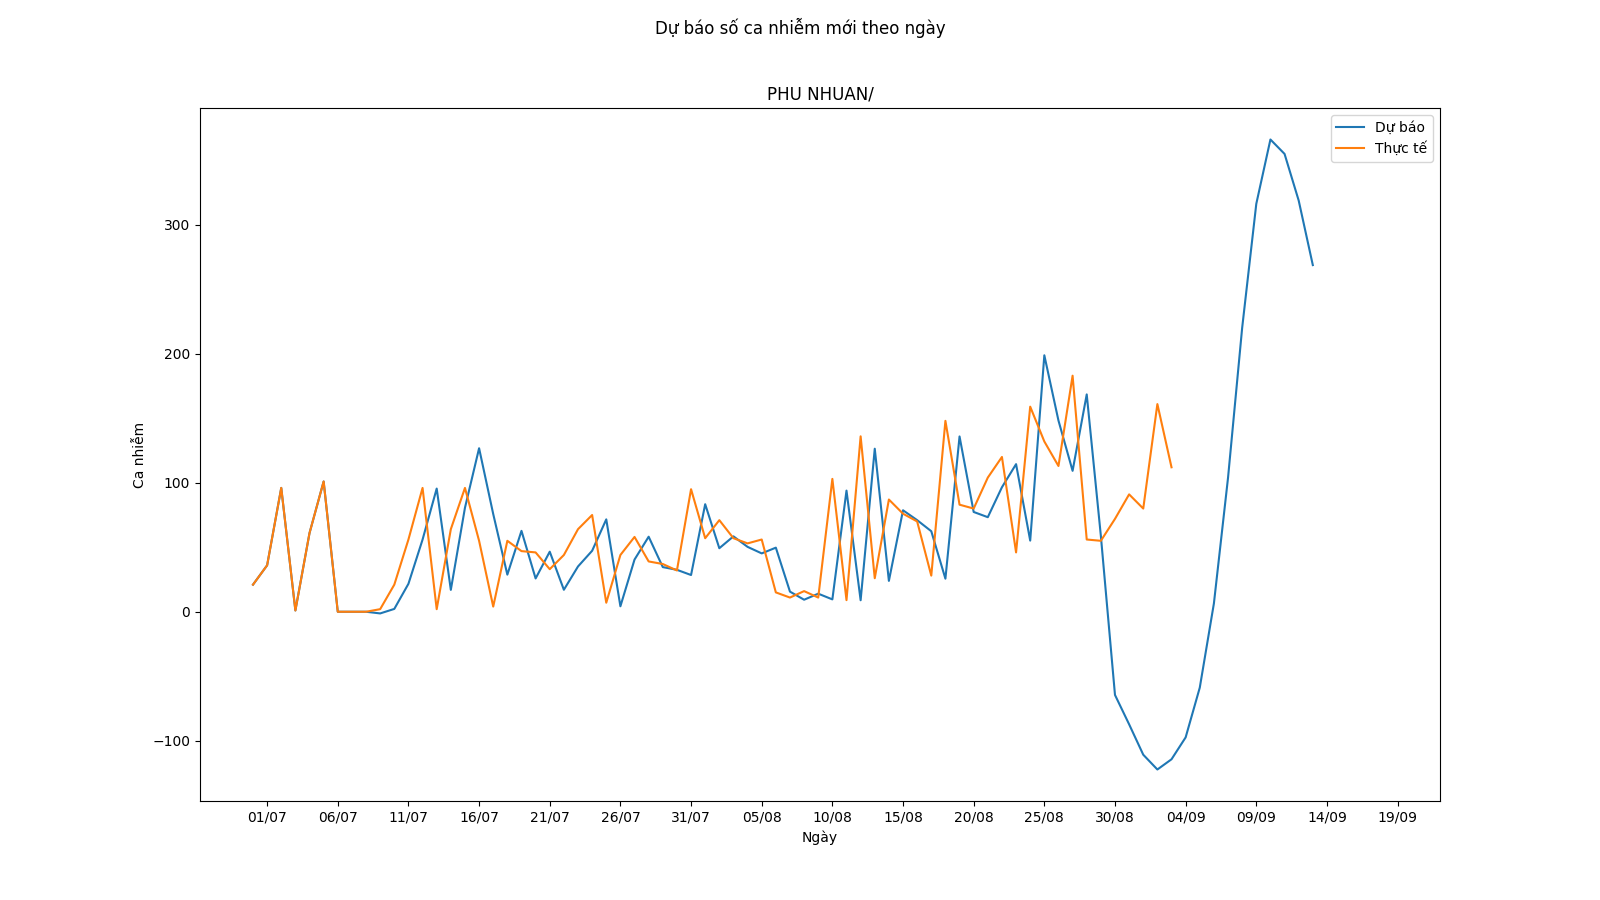 Dự báo số ca nhiễm mới theo ngày
PHU NHUAN/
Dự báo
Thực tế
300
200
100
0
−100
Ca nhiễm
01/07 06/07 11/07 16/07 21/07 26/07 31/07 05/08 10/08 15/08 20/08 25/08 30/08 04/09 09/09 14/09 19/09
Ngày